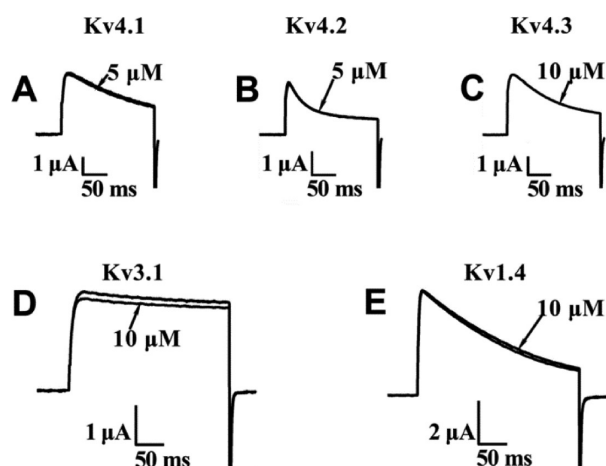 Kv4.1 Kv4.2 Kv4.3
A 5 µM B 5 µM C 10 µM
1 µA 1 µA 1 µA
50 ms 50 ms 50 ms
Kv3.1 Kv1.4
D 10 µM E 10 µM
1 µA 2 µA
50 ms 50 ms